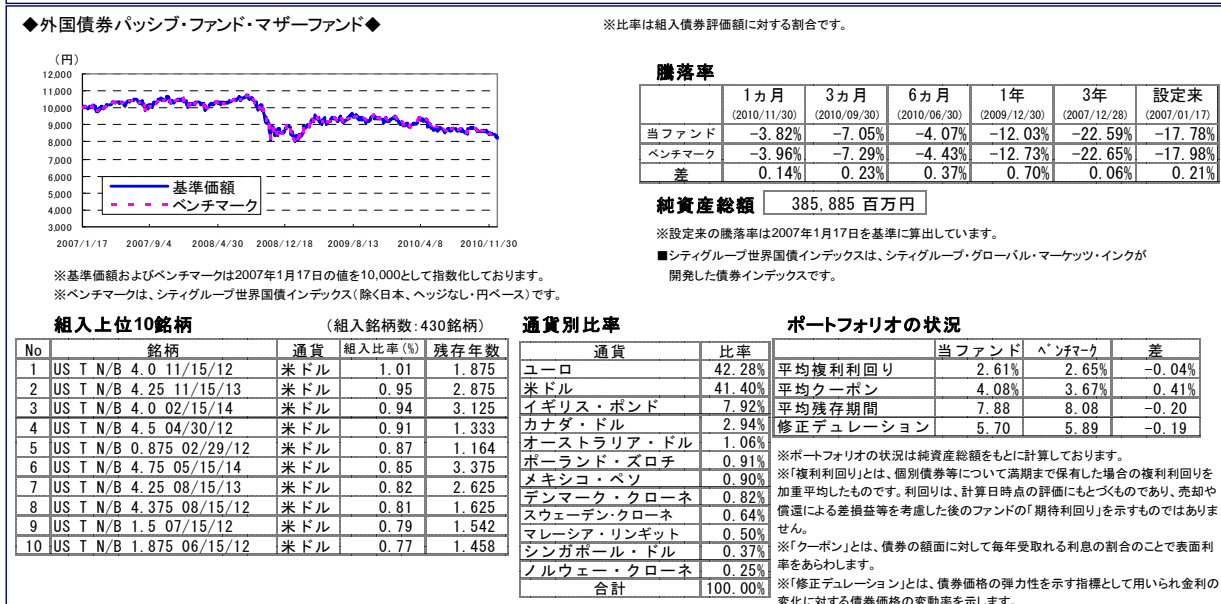 ◆外国債券パッシブ・ファンド・マザーファンド◆
※比率は組入債券評価額に対する割合です。
(円)
12,000
11,000
10,000
9,000
8,000
7,000
6,000
5,000
4,000
3,000
基準価額
ベンチマーク
2007/1/17 2007/9/4 2008/4/30 2008/12/18 2009/8/13 2010/4/8 2010/11/30
※基準価額およびベンチマークは2007年1月17日の値を10,000として指数化しております。
※ベンチマークは、シティグループ世界国債インデックス(除く日本、ヘッジなし・円ベース)です。
騰落率
1ヵ月 3ヵ月 6ヵ月 1年 3年 設定来
(2010/11/30) (2010/09/30) (2010/06/30) (2009/12/30) (2007/12/28) (2007/01/17)
当ファンド -3.82% -7.05% -4.07% -12.03% -22.59% -17.78%
ベンチマーク -3.96% -7.29% -4.43% -12.73% -22.65% -17.98%
差 0.14% 0.23% 0.37% 0.70% 0.06% 0.21%
純資産総額 385,885 百万円
※設定来の騰落率は2007年1月17日を基準に算出しています。
■シティグループ世界国債インデックスは、シティグループ・グローバル・マーケッツ・インクが
開発した債券インデックスです。
組入上位10銘柄 (組入銘柄数:430銘柄)
No 銘柄 通貨 組入比率(%) 残存年数
1 US T N/B 4.0 11/15/12 米ドル 1.01 1.875
2 US T N/B 4.25 11/15/13 米ドル 0.95 2.875
3 US T N/B 4.0 02/15/14 米ドル 0.94 3.125
4 US T N/B 4.5 04/30/12 米ドル 0.91 1.333
5 US T N/B 0.875 02/29/12 米ドル 0.87 1.164
6 US T N/B 4.75 05/15/14 米ドル 0.85 3.375
7 US T N/B 4.25 08/15/13 米ドル 0.82 2.625
8 US T N/B 4.375 08/15/12 米ドル 0.81 1.625
9 US T N/B 1.5 07/15/12 米ドル 0.79 1.542
10 US T N/B 1.875 06/15/12 米ドル 0.77 1.458
通貨別比率
通貨 比率
ユーロ 42.28%
米ドル 41.40%
イギリス・ポンド 7.92%
カナダ・ドル 2.94%
オーストラリア・ドル 1.06%
ポーランド・ズロチ 0.91%
メキシコ・ペソ 0.90%
デンマーク・クローネ 0.82%
スウェーデン・クローネ 0.64%
マレーシア・リンギット 0.50%
シンガポール・ドル 0.37%
ノルウェー・クローネ 0.25%
合計 100.00%
ポートフォリオの状況
当ファンド ベンチマーク 差
平均複利利回り 2.61% 2.65% -0.04%
平均クーポン 4.08% 3.67% 0.41%
平均残存期間 7.88 8.08 -0.20
修正デュレーション 5.70 5.89 -0.19
※ポートフォリオの状況は純資産総額をもとに計算しております。
※「複利利回り」とは、個別債券等について満期まで保有した場合の複利利回りを
加重平均したものです。利回りは、計算日時点の評価にもとづくものであり、売却や
償還による差損益等を考慮した後のファンドの「期待利回り」を示すものではありま
せん。
※「クーポン」とは、債券の額面に対して毎年受取れる利息の割合のことで表面利
率をあらわします。
※「修正デュレーション」とは、債券価格の弾力性を示す指標として用いられ金利の
変化に対する債券価格の変動率を示します。